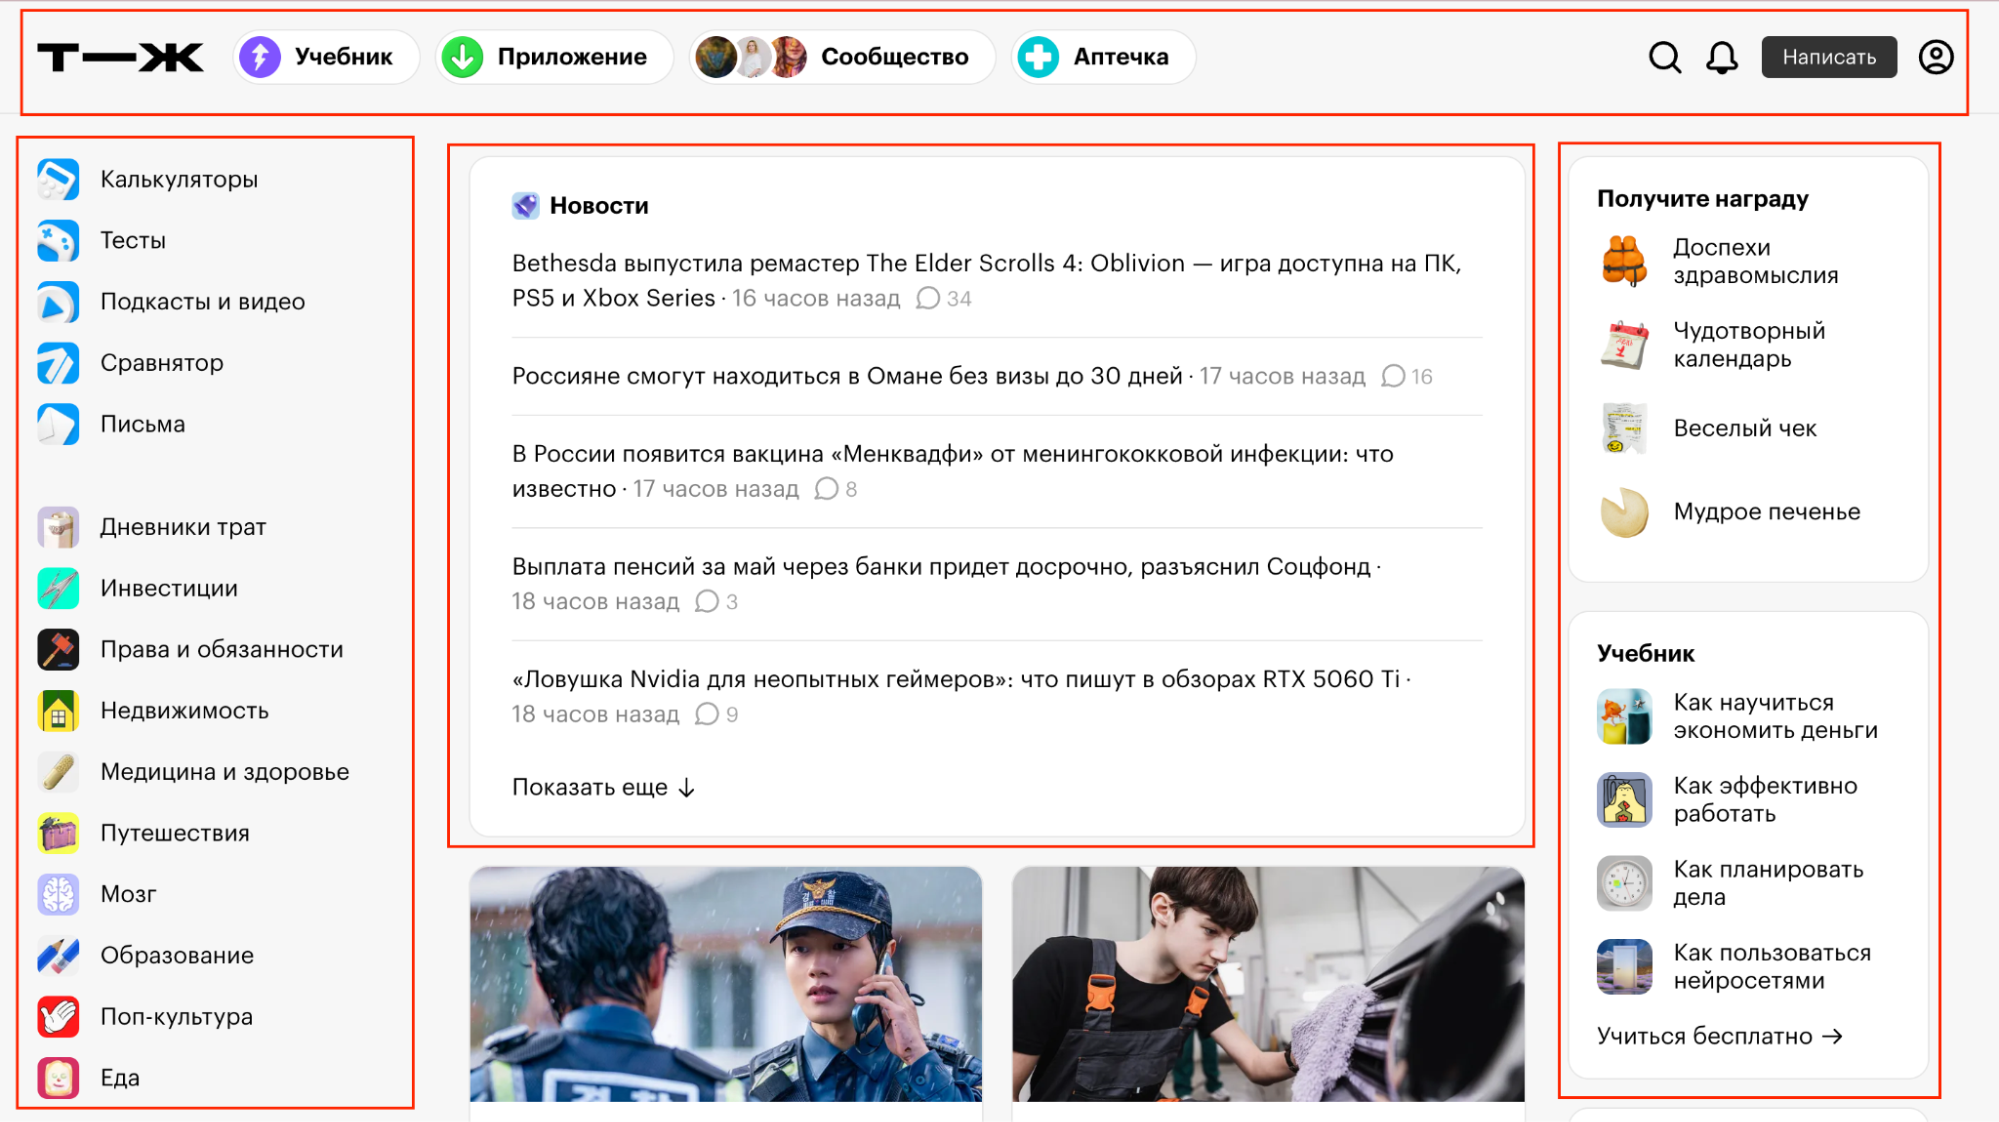 Т—Ж
Учебник
Приложение
Сообщество
Аптечка
Написать
Калькуляторы
Тесты
Подкасты и видео
Сравнятор
Письма
Дневники трат
Инвестиции
Права и обязанности
Недвижимость
Медицина и здоровье
Путешествия
Мозг
Образование
Поп-культура
Еда
Новости
Bethesda выпустила ремастер The Elder Scrolls 4: Oblivion — игра доступна на ПК,
PS5 и Xbox Series · 16 часов назад 34
Россияне смогут находиться в Омане без визы до 30 дней · 17 часов назад 16
В России появится вакцина «Менквадфи» от менингококковой инфекции: что
известно · 17 часов назад 8
Выплата пенсий за май через банки придет досрочно, разъяснил Соцфонд ·
18 часов назад 3
«Ловушка Nvidia для неопытных геймеров»: что пишут в обзорах RTX 5060 Ti ·
18 часов назад 9
Показать еще ↓
Получите награду
Доспехи
здравомыслия
Чудотворный
календарь
Веселый чек
Мудрое печенье
Учебник
Как научиться
экономить деньги
Как эффективно
работать
Как планировать
дела
Как пользоваться
нейросетями
Учиться бесплатно →